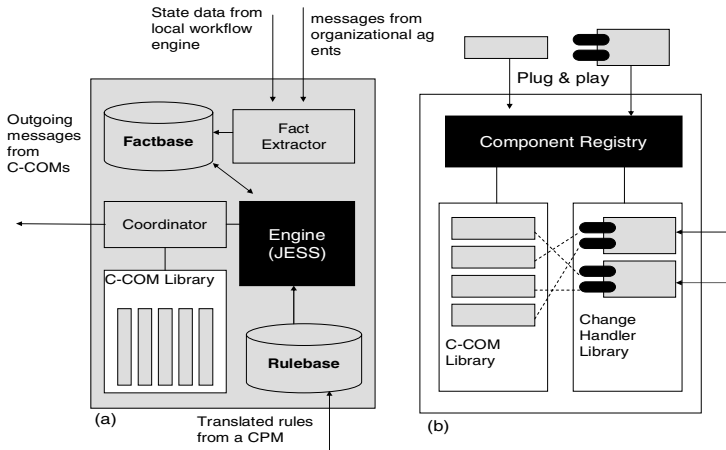 State data from
local workflow
engine
messages from
organizational ag
ents
Outgoing
messages
from
C-COMs
Factbase
Fact
Extractor
Coordinator
Engine
(JESS)
C-COM Library
Rulebase
(a)
Translated rules
from a CPM
Plug & play
Component Registry
C-COM
Library
Change
Handler
Library
(b)